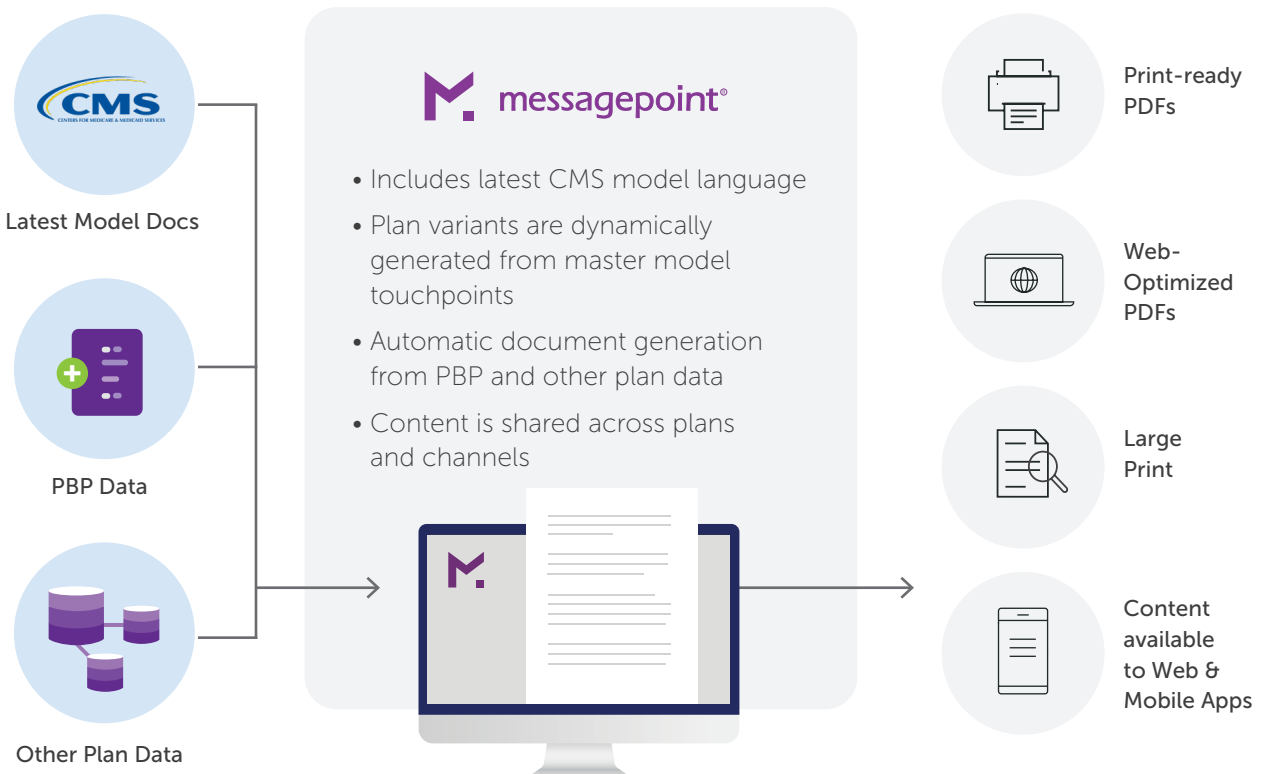 CMS
CENTERS FOR MEDICARE & MEDICAID SERVICES
Latest Model Docs
PBP Data
Other Plan Data
messagepoint®
• Includes latest CMS model language
• Plan variants are dynamically
generated from master model
touchpoints
• Automatic document generation
from PBP and other plan data
• Content is shared across plans
and channels
Print-ready
PDFs
Web-
Optimized
PDFs
Large
Print
Content
available
to Web &
Mobile Apps